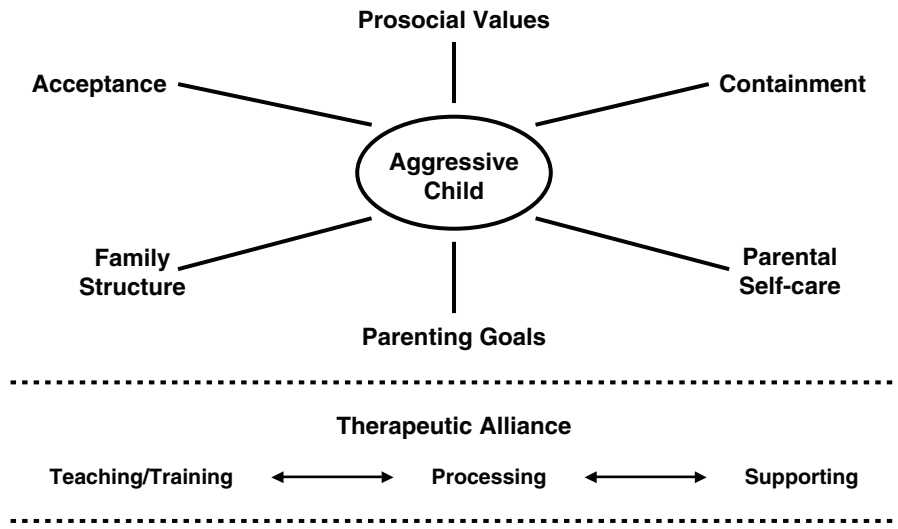 Prosocial Values
Acceptance
Containment
Aggressive
Child
Family
Structure
Parental
Self-care
Parenting Goals
Therapeutic Alliance
Teaching/Training
Processing
Supporting